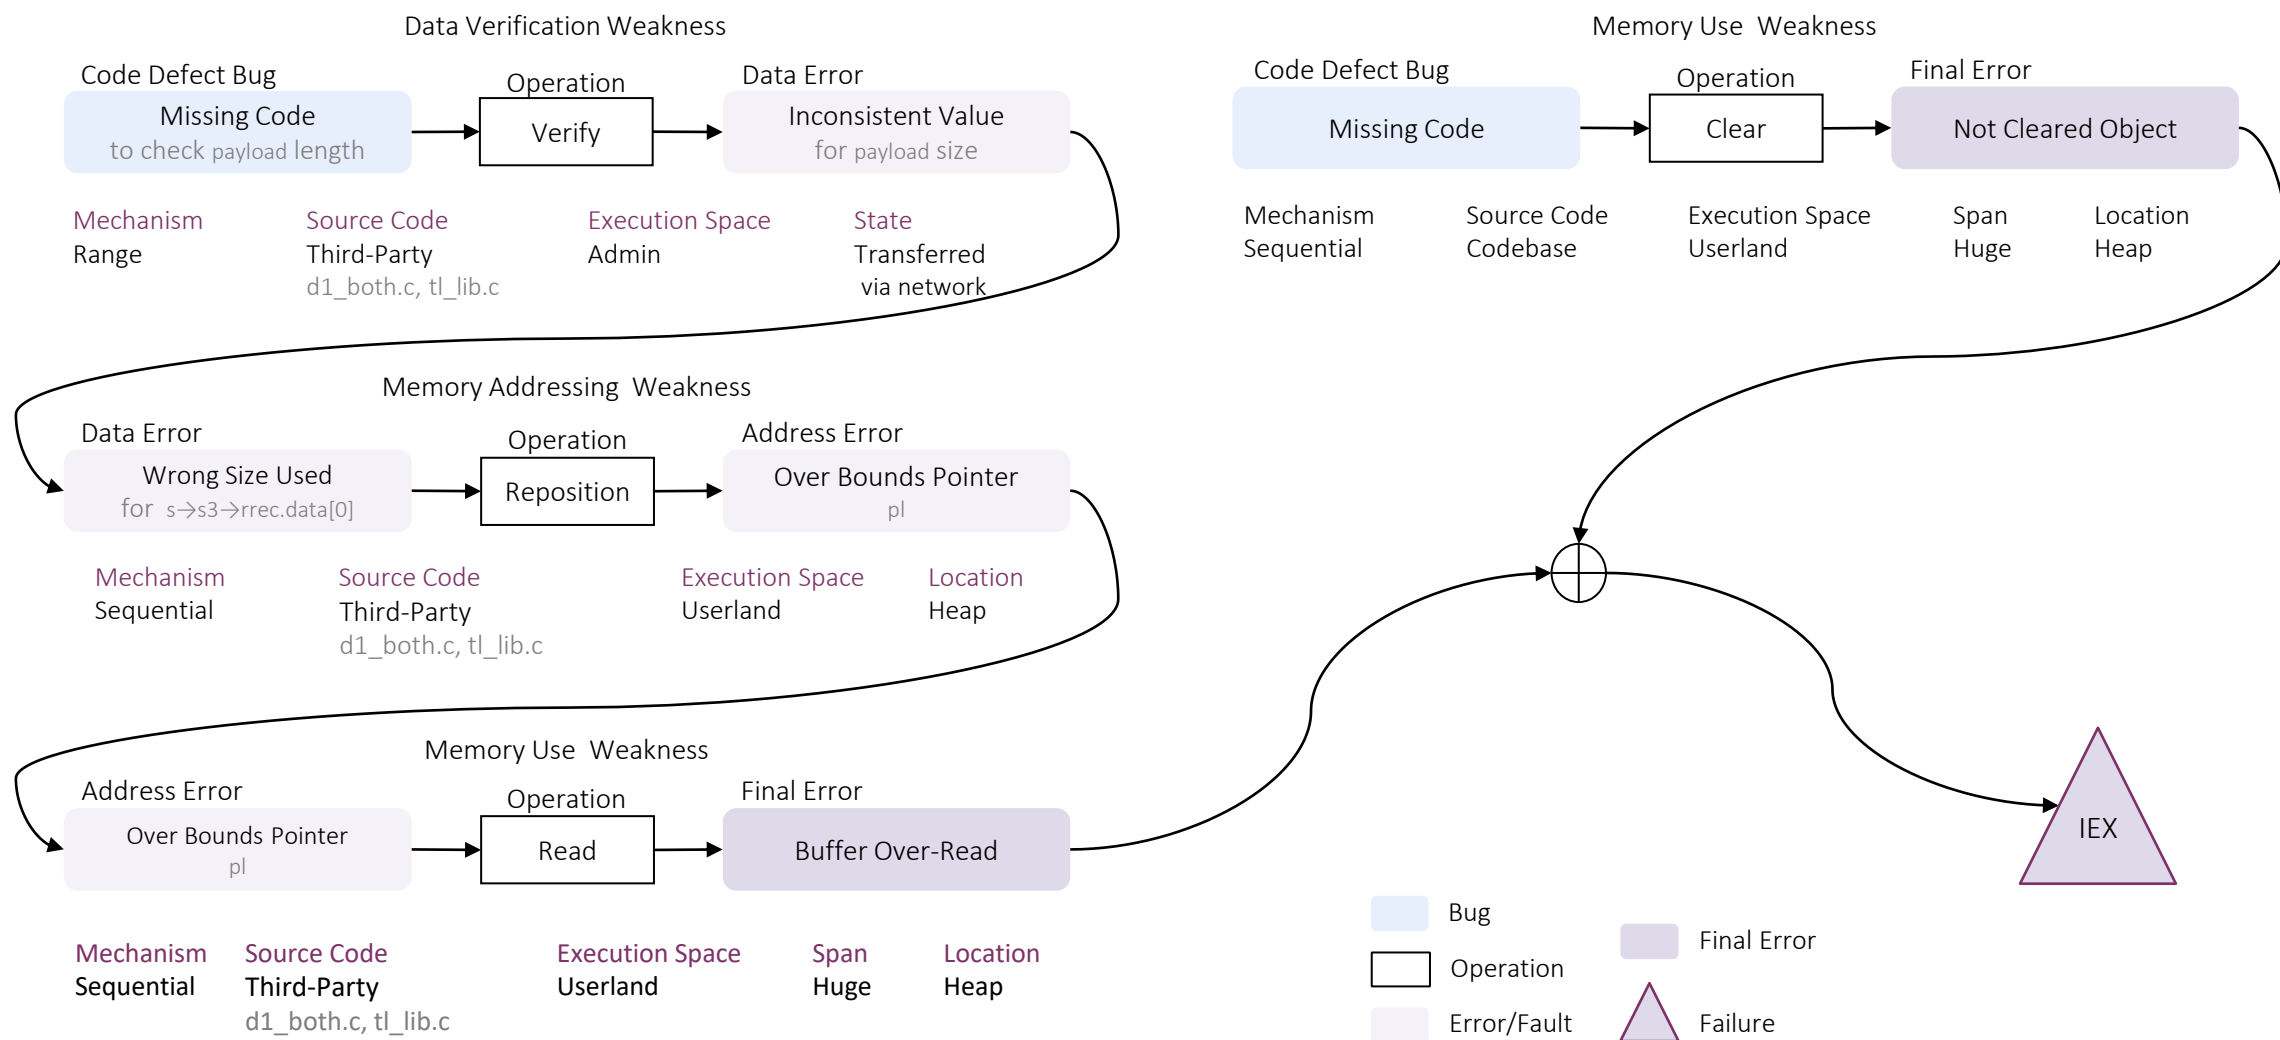 Data Verification Weakness
Code Defect Bug
Operation
Data Error
Missing Code
to check payload length
Verify
Inconsistent Value
for payload size
Mechanism
Range
Source Code
Third-Party
d1_both.c, tl_lib.c
Execution Space
Admin
State
Transferred
via network
Memory Addressing Weakness
Data Error
Operation
Address Error
Wrong Size Used
for s→s3→rrec.data[0]
Reposition
Over Bounds Pointer
pl
Mechanism
Sequential
Source Code
Third-Party
d1_both.c, tl_lib.c
Execution Space
Userland
Location
Heap
Memory Use Weakness
Address Error
Operation
Final Error
Over Bounds Pointer
pl
Read
Buffer Over-Read
Mechanism
Sequential
Source Code
Third-Party
d1_both.c, tl_lib.c
Execution Space
Userland
Span
Huge
Location
Heap
Memory Use Weakness
Code Defect Bug
Operation
Final Error
Missing Code
Clear
Not Cleared Object
Mechanism
Sequential
Source Code
Codebase
Execution Space
Userland
Span
Huge
Location
Heap
IEX
Bug
Operation
Error/Fault
Final Error
Failure